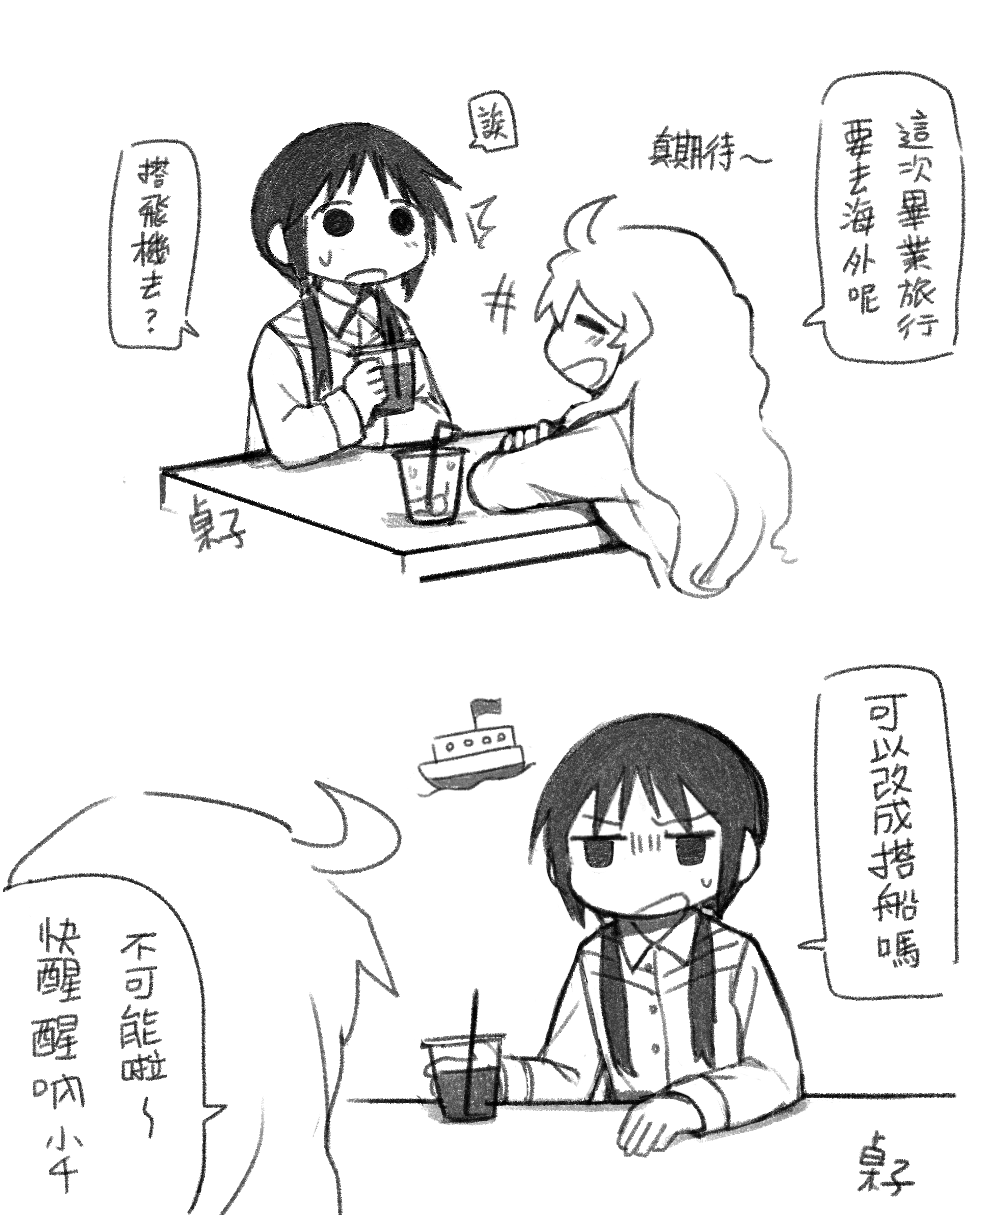 這次畢業旅行
要去海外呢
真期待~
誒
搭飛機去?
桌子
可以改成搭船嗎
不可能啦~
快醒醒吶小千
桌子